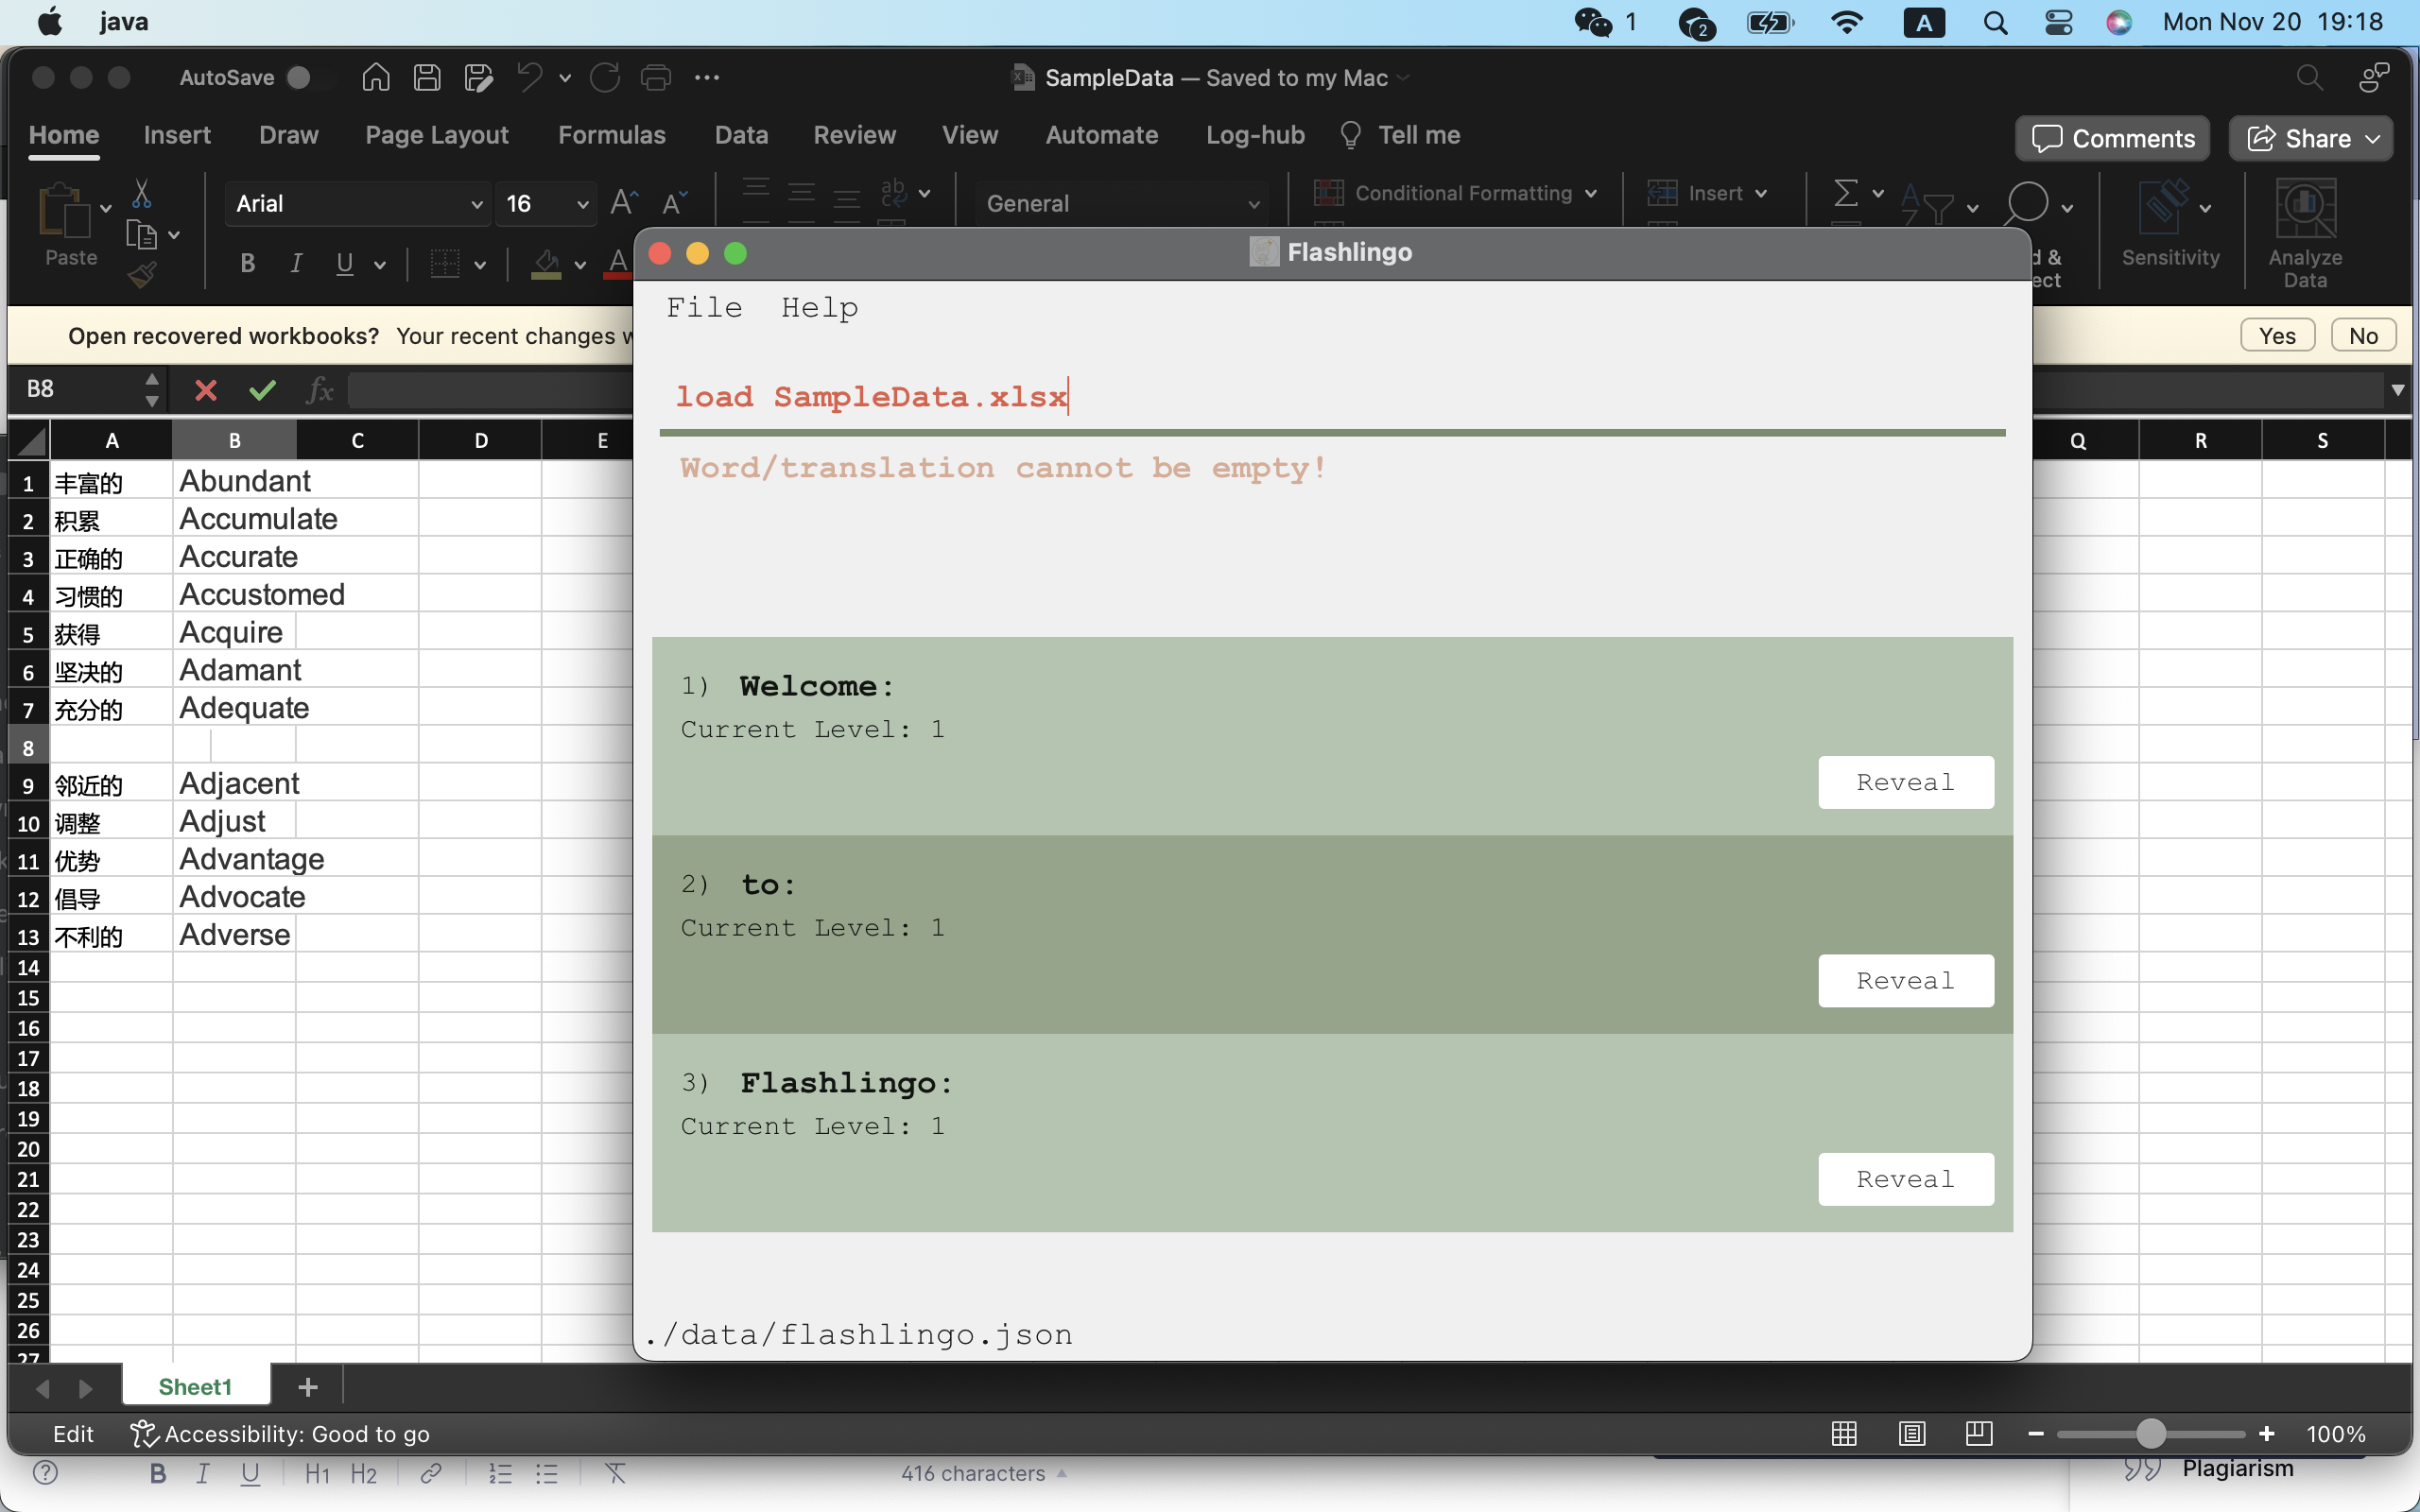 java
1
2
A
Mon Nov 20 19:18
AutoSave
SampleData — Saved to my Mac
Home Insert Draw Page Layout Formulas Data Review View Automate Log-hub Tell me
Comments Share
Paste
Arial 16
General
Conditional Formatting
Insert
Sensitivity
Analyze Data
B I U
Open recovered workbooks? Your recent changes
Yes No
B8 fx
A B C D E Q R S
1 丰富的 Abundant
2 积累 Accumulate
3 正确的 Accurate
4 习惯的 Accustomed
5 获得 Acquire
6 坚决的 Adamant
7 充分的 Adequate
8
9 邻近的 Adjacent
10 调整 Adjust
11 优势 Advantage
12 倡导 Advocate
13 不利的 Adverse
14
15
16
17
18
19
20
21
22
23
24
25
26
27
Flashlingo
File Help
load SampleData.xlsx
Word/translation cannot be empty!
1) Welcome:
Current Level: 1
Reveal
2) to:
Current Level: 1
Reveal
3) Flashlingo:
Current Level: 1
Reveal
./data/flashlingo.json
Sheet1
Edit Accessibility: Good to go
100%
B I U H1 H2
416 characters
Plagiarism